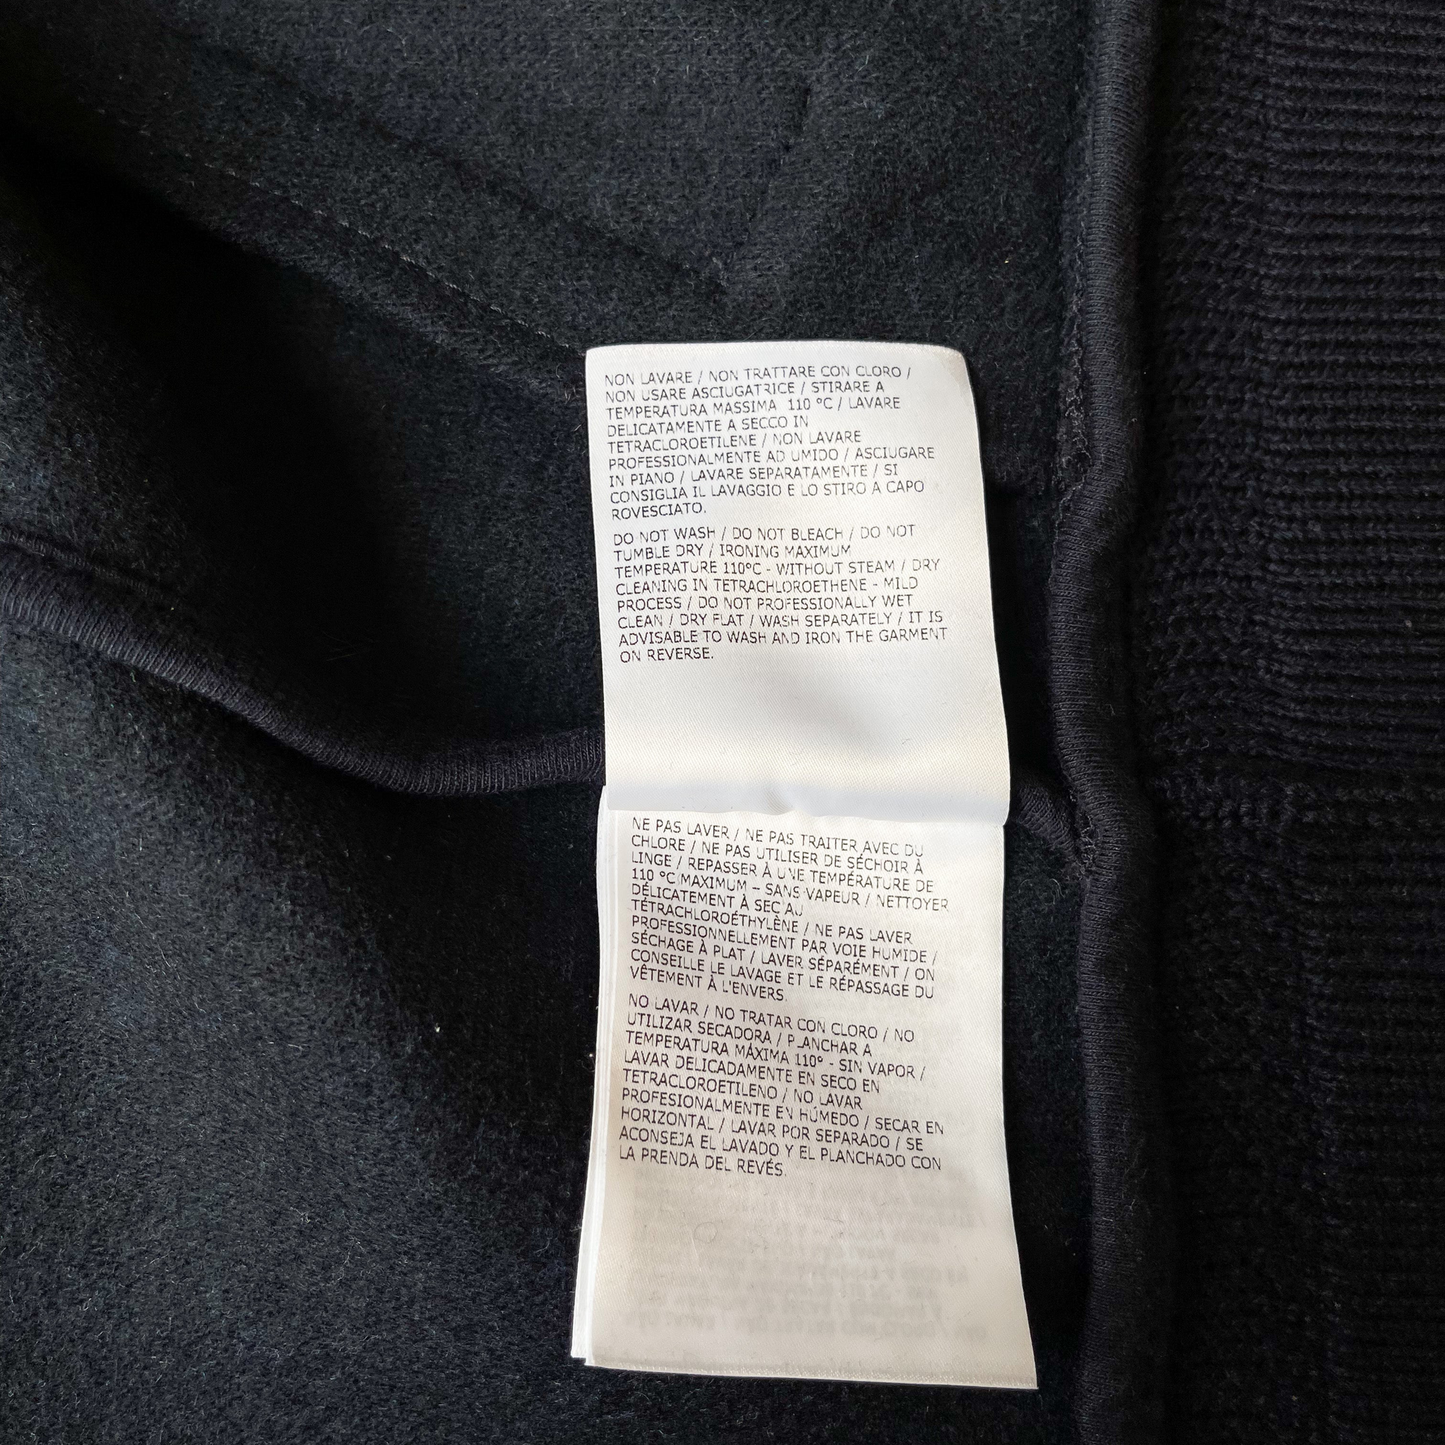 NON LAVARE / NON TRATTARE CON CLORO /
NON USARE ASCIUGATRICE / STIRARE A
TEMPERATURA MASSIMA 110 °C / LAVARE
DELICATAMENTE A SECCO IN
TETRACLOROETILENE / NON LAVARE
PROFESSIONALMENTE AD UMIDO / ASCIUGARE
IN PIANO / LAVARE SEPARATAMENTE / SI
CONSIGLIA IL LAVAGGIO E LO STIRO A CAPO
ROVESCIATO.
DO NOT WASH / DO NOT BLEACH / DO NOT
TUMBLE DRY / IRONING MAXIMUM
TEMPERATURE 110°C - WITHOUT STEAM / DRY
CLEANING IN TETRACHLOROETHENE - MILD
PROCESS / DO NOT PROFESSIONALLY WET
CLEAN / DRY FLAT / WASH SEPARATELY / IT IS
ADVISABLE TO WASH AND IRON THE GARMENT
ON REVERSE.
NE PAS LAVER / NE PAS TRAITER AVEC DU
CHLORE / NE PAS UTILISER DE SÉCHOIR À
LINGE / REPASSER À UNE TEMPÉRATURE DE
110 °C MAXIMUM – SANS VAPEUR / NETTOYER
DÉLICATEMENT À SEC AU
TÉTRACHLOROÉTHYLÈNE / NE PAS LAVER
PROFESSIONNELLEMENT PAR VOIE HUMIDE /
SÉCHAGE À PLAT / LAVER SÉPARÉMENT / ON
CONSEILLE LE LAVAGE ET LE RÉPASSAGE DU
VÊTEMENT À L'ENVERS.
NO LAVAR / NO TRATAR CON CLORO / NO
UTILIZAR SECADORA / PLANCHAR A
TEMPERATURA MÁXIMA 110° - SIN VAPOR /
LAVAR DELICADAMENTE EN SECO EN
TETRACLOROETILENO / NO LAVAR
PROFESIONALMENTE EN HÚMEDO / SECAR EN
HORIZONTAL / LAVAR POR SEPARADO / SE
ACONSEJA EL LAVADO Y EL PLANCHADO CON
LA PRENDA DEL REVÉS.